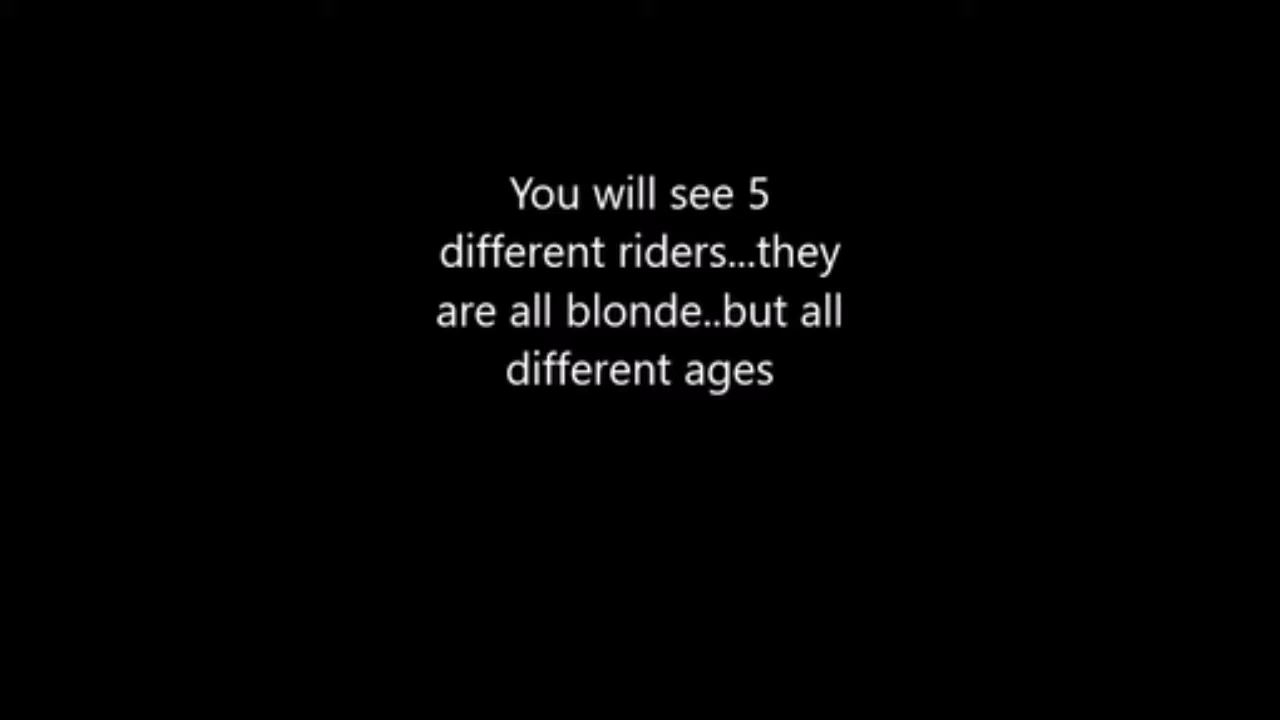 You will see 5
different riders...they
are all blonde..but all
different ages